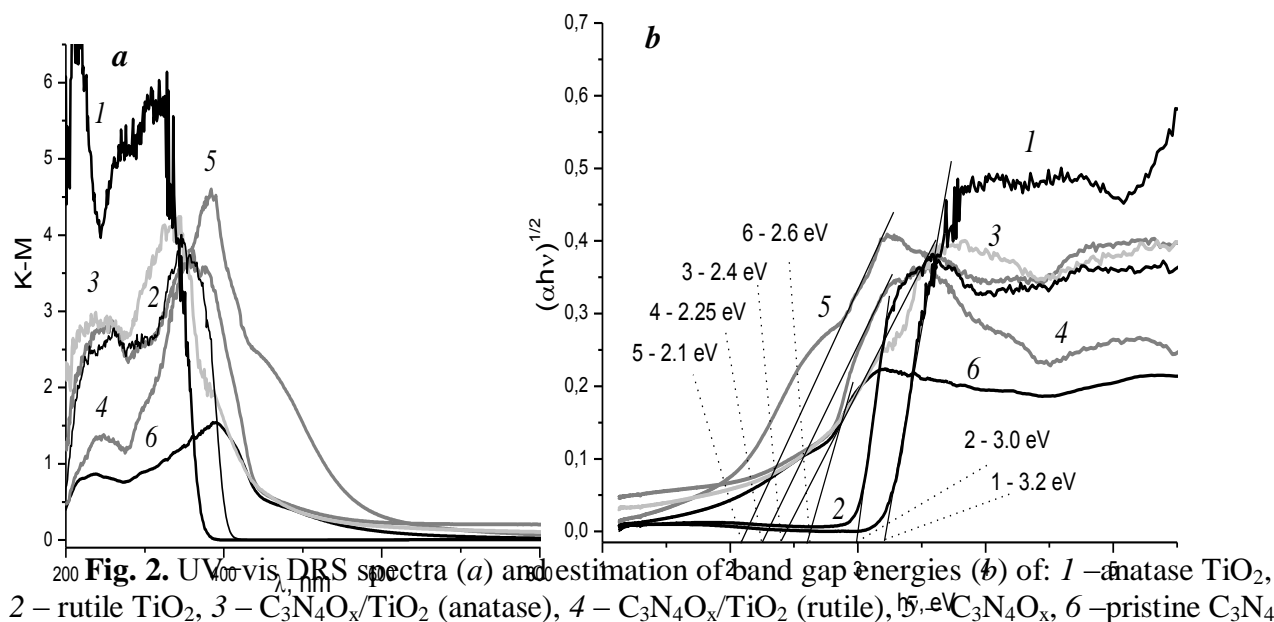 a
6
5
4
3
2
1
0
K-M
1
5
3
2
4
6
200
400
600
800
λ, nm
b
0,7
0,6
0,5
0,4
0,3
0,2
0,1
0,0
(αhν)1/2
1
3
5
4
6
2
6 - 2.6 eV
3 - 2.4 eV
4 - 2.25 eV
5 - 2.1 eV
2 - 3.0 eV
1 - 3.2 eV
1
2
3
4
5
hν, eV
Fig. 2. UV–vis DRS spectra (a) and estimation of band gap energies (b) of: 1 –anatase TiO2,
2 – rutile TiO2, 3 – C3N4Ox/TiO2 (anatase), 4 – C3N4Ox/TiO2 (rutile), 5 – C3N4Ox, 6 –pristine C3N4